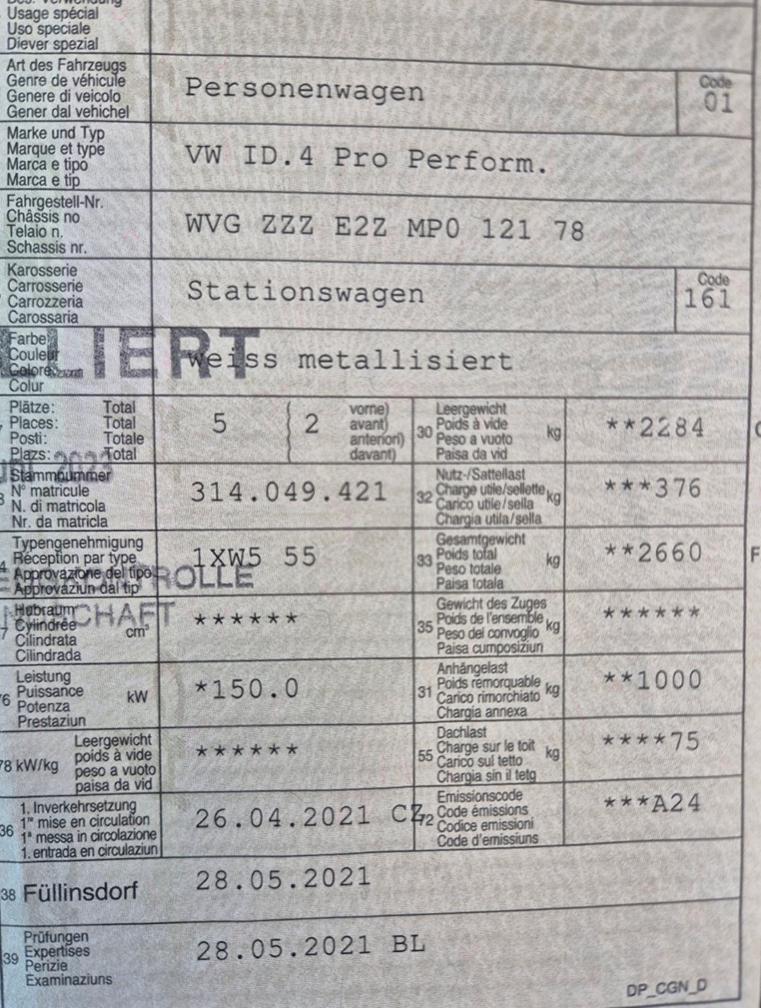 Usage spécial
Uso speciale
Diever spezial
Art des Fahrzeugs
Genre de véhicule
Genere di veicolo
Gener dal vehichel
Personenwagen
Code
01
Marke und Typ
Marque et type
Marca e tipo
Marca e tip
VW ID.4 Pro Perform.
Fahrgestell-Nr.
Châssis no
Telaio n.
Schassis nr.
WVG ZZZ E2Z MP0 121 78
Karosserie
Carrosserie
Carrozzeria
Carossaria
Stationswagen
Code
161
Farbe
Couleur
Colore
Colur
weiss metallisiert
LIERT
Plätze: Total
Places: Total
Posti: Totale
Plazs: Total
5
2
vorne)
avant)
anteriori)
davant)
30
Leergewicht
Poids à vide
Peso a vuoto
Paisa da vid
kg
**2284
2023
Stammnummer
N° matricule
N. di matricola
Nr. da matricla
314.049.421
32
Nutz-/Sattellast
Charge utile/sellette
Carico utile/sella
Chargia utila/sella
kg
***376
Typengenehmigung
Réception par type
Approvazione del tipo
Approvaziun dal tip
1XW5 55
33
Gesamtgewicht
Poids total
Peso totale
Paisa totala
kg
**2660
ROLLE
SCHAFT
Hubraum
Cylindrée
Cilindrata
Cilindrada
cm³
******
35
Gewicht des Zuges
Poids de l'ensemble
Peso del convoglio
Paisa cumposiziun
kg
******
Leistung
Puissance
Potenza
Prestaziun
kW
*150.0
31
Anhängelast
Poids remorquable
Carico rimorchiato
Chargia annexa
kg
**1000
78 kW/kg
Leergewicht
poids à vide
peso a vuoto
paisa da vid
******
55
Dachlast
Charge sur le toit
Carico sul tetto
Chargia sin il tetg
kg
****75
36
1. Inverkehrsetzung
1re mise en circulation
1a messa in circolazione
1. entrada en circulaziun
26.04.2021 CZ
72
Emissionscode
Code émissions
Codice emissioni
Code d'emissiuns
***A24
38 Füllinsdorf
28.05.2021
39
Prüfungen
Expertises
Perizie
Examinaziuns
28.05.2021 BL
DP_CGN_D